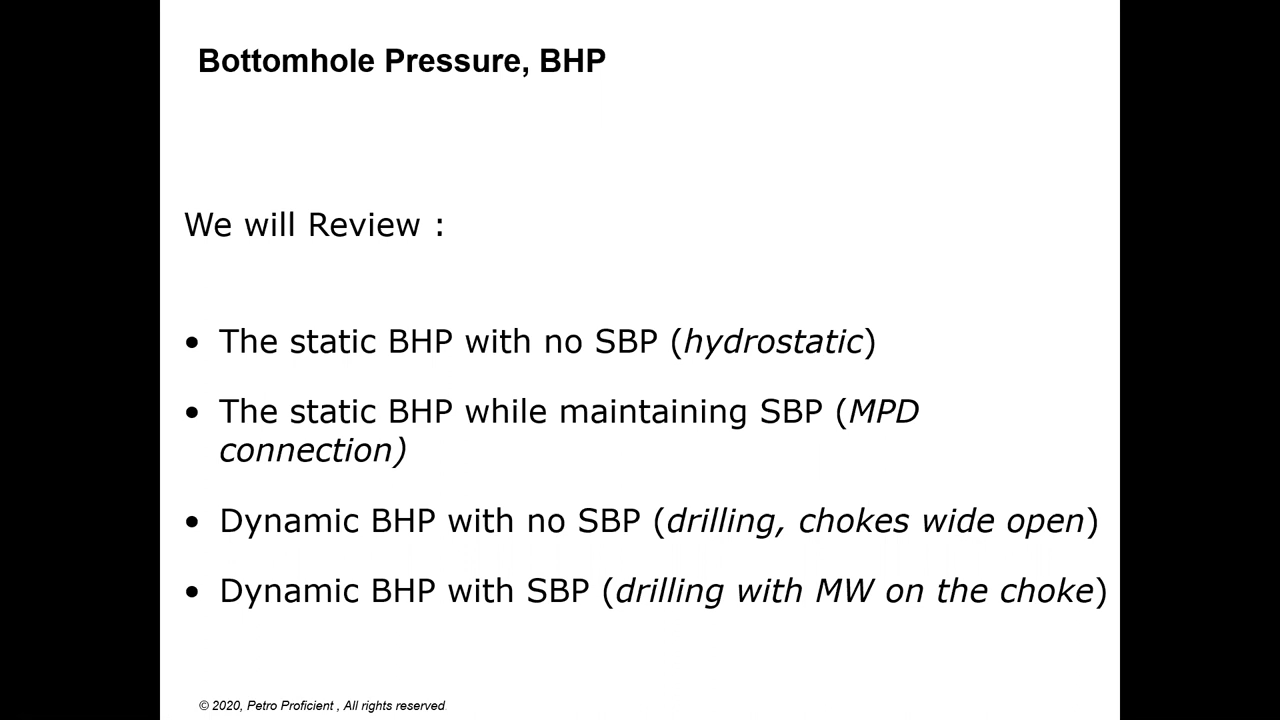 Bottomhole Pressure, BHP
We will Review :
• The static BHP with no SBP (hydrostatic)
• The static BHP while maintaining SBP (MPD
connection)
• Dynamic BHP with no SBP (drilling, chokes wide open)
• Dynamic BHP with SBP (drilling with MW on the choke)
© 2020, Petro Proficient , All rights reserved